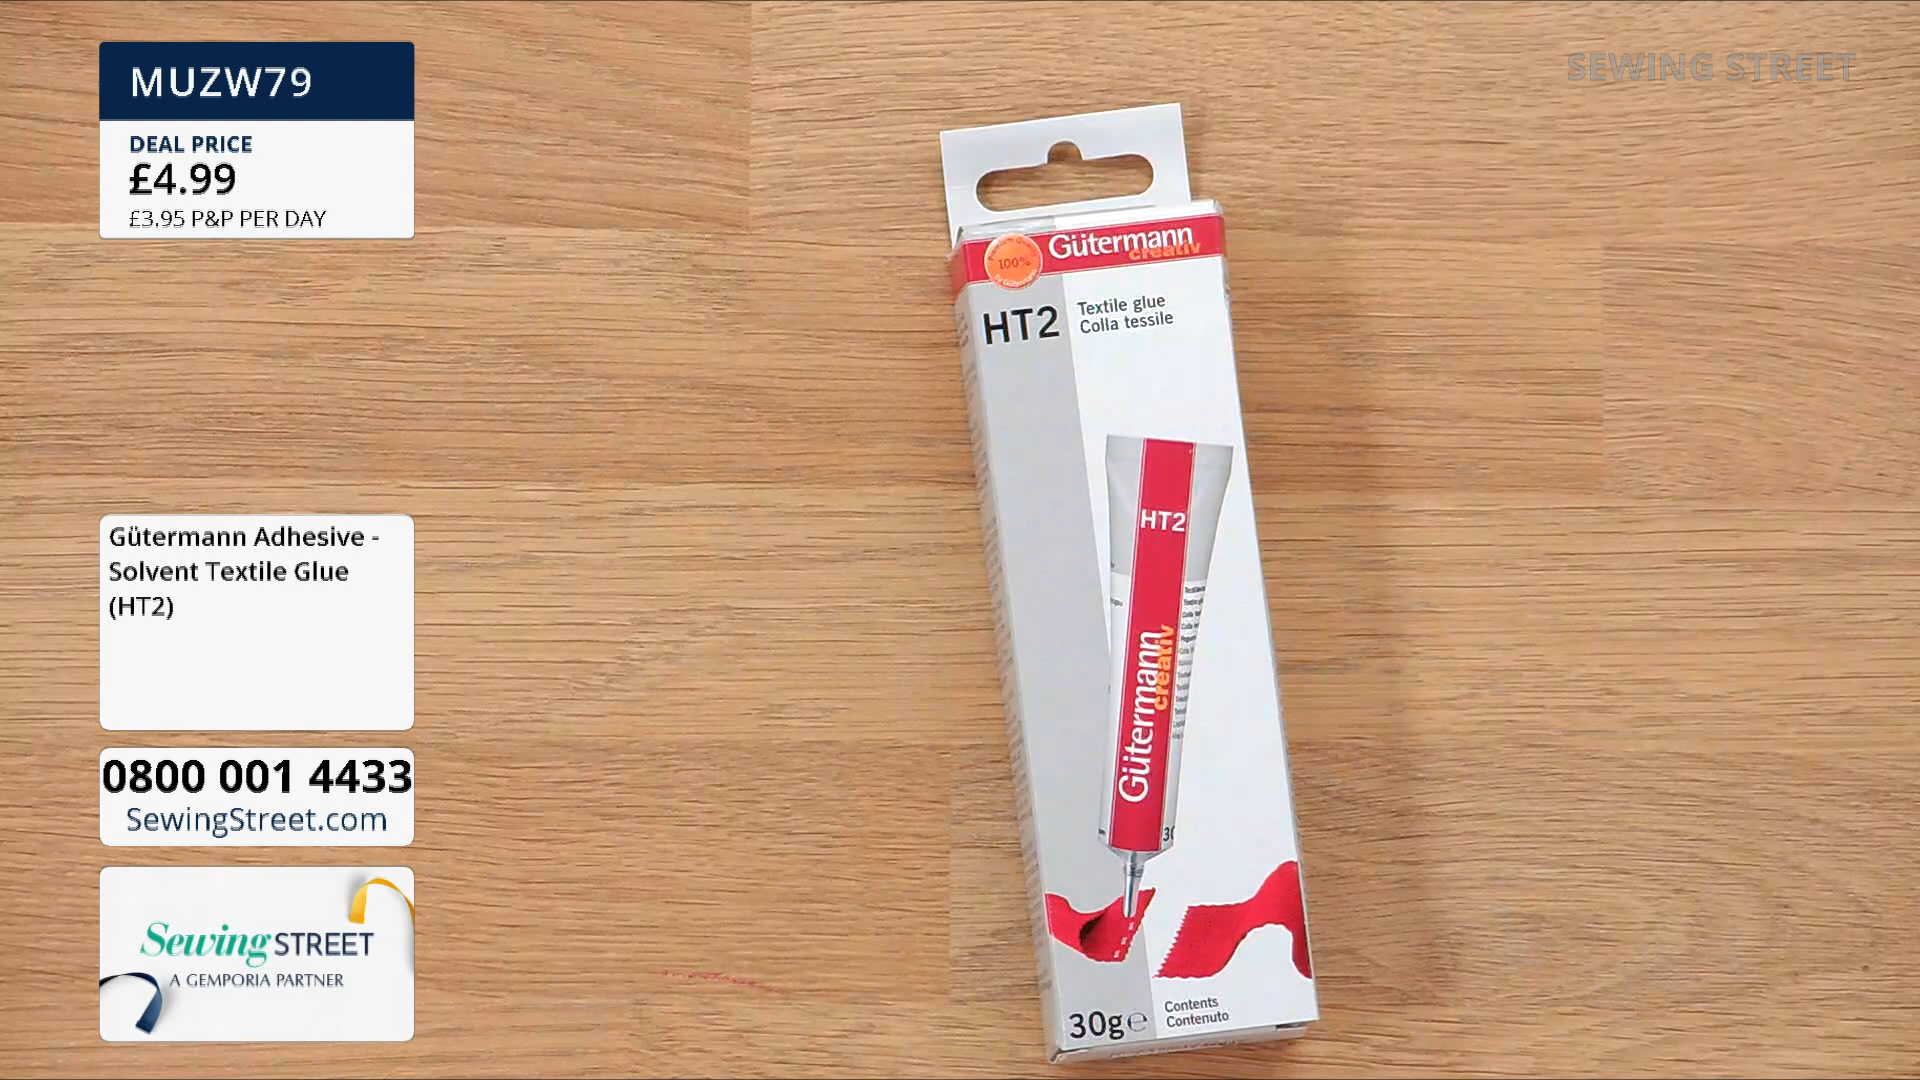 MUZW79
DEAL PRICE
£4.99
£3.95 P&P PER DAY
SEWING STREET
Gütermann
creativ
100%
HT2
Textile glue
Colla tessile
HT2
Gütermann
creativ
30g℮
Contents
Contenuto
Gütermann Adhesive -
Solvent Textile Glue
(HT2)
0800 001 4433
SewingStreet.com
Sewing STREET
A GEMPORIA PARTNER